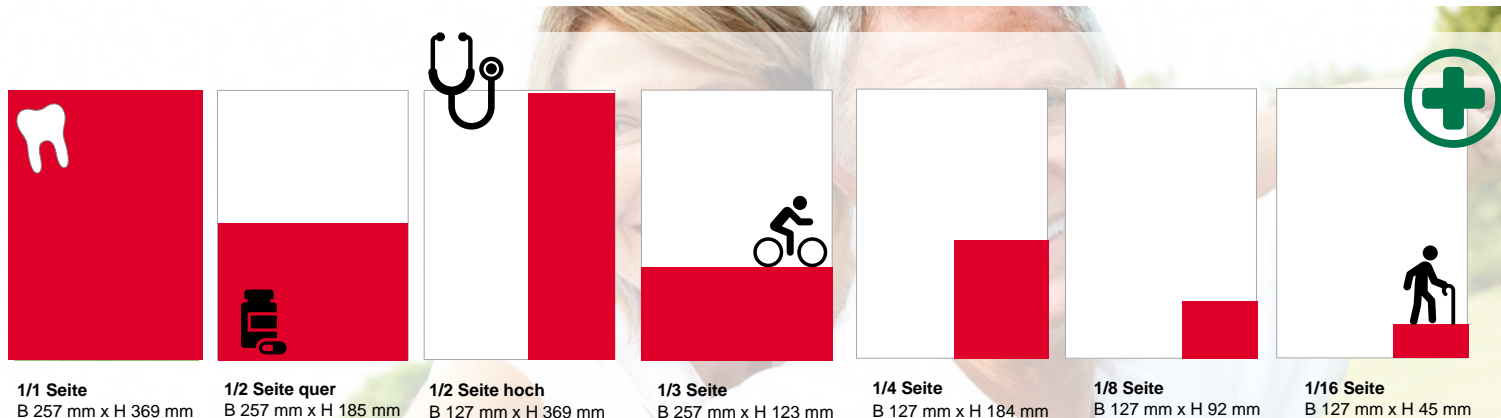 1/1 Seite
B 257 mm x H 369 mm
1/2 Seite quer
B 257 mm x H 185 mm
1/2 Seite hoch
B 127 mm x H 369 mm
1/3 Seite
B 257 mm x H 123 mm
1/4 Seite
B 127 mm x H 184 mm
1/8 Seite
B 127 mm x H 92 mm
1/16 Seite
B 127 mm x H 45 mm